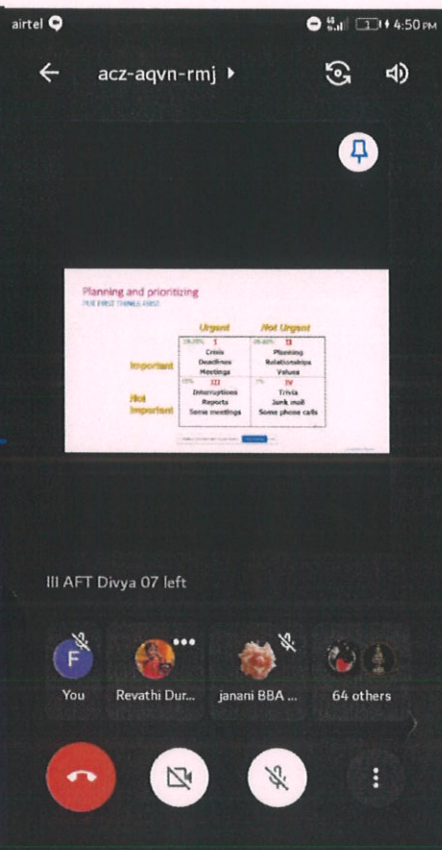 airtel
4:50 PM
acz-aqvn-rmj
Planning and prioritizing
PUT FIRST THINGS FIRST
Urgent
Not Urgent
Important
I
Crisis
Deadlines
Meetings
II
Planning
Relationships
Values
Not
Important
III
Interruptions
Reports
Some meetings
IV
Trivia
Junk mail
Some phone calls
III AFT Divya 07 left
F
You
Revathi Dur...
janani BBA ...
64 others